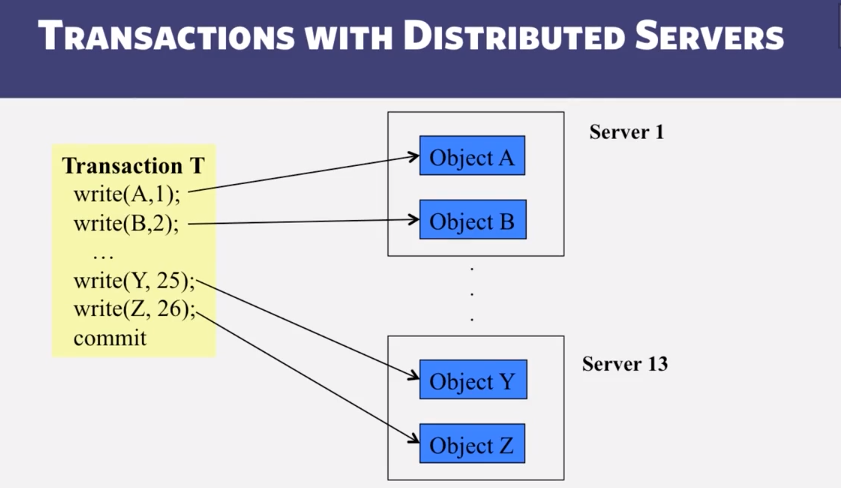 TRANSACTIONS WITH DISTRIBUTED SERVERS
Transaction T
write(A,1);
write(B,2);
…
write(Y, 25);
write(Z, 26);
commit
Object A
Object B
Server 1
.
.
.
Object Y
Object Z
Server 13